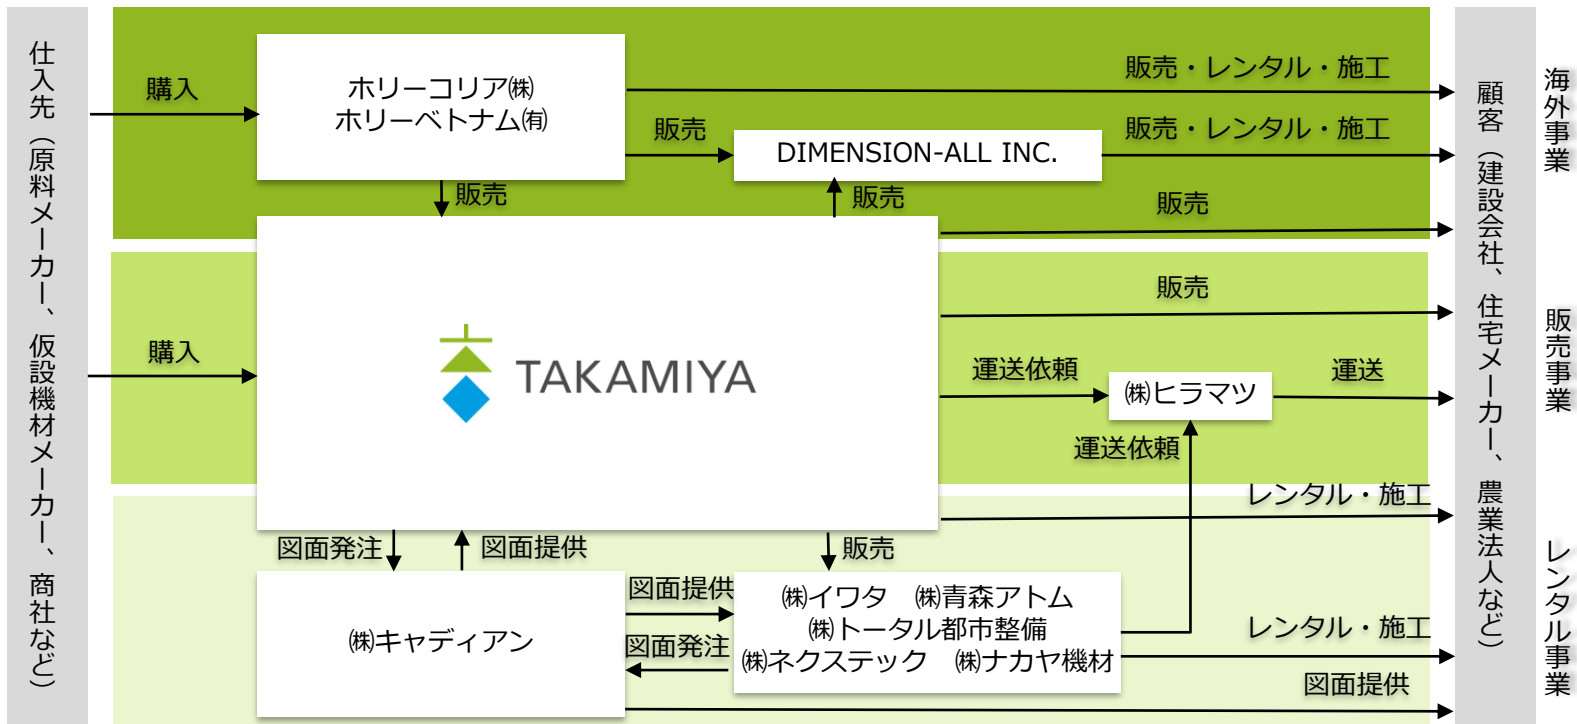 仕入先（原料メーカー、仮設機材メーカー、商社など）
購入
ホリーコリア㈱
ホリーベトナム㈲
販売・レンタル・施工
販売
DIMENSION-ALL INC.
販売・レンタル・施工
販売
販売
販売
海外事業
顧客（建設会社、住宅メーカー、農業法人など）
購入
TAKAMIYA
販売
運送依頼
㈱ヒラマツ
運送
運送依頼
販売事業
レンタル・施工
図面発注
図面提供
販売
㈱キャディアン
図面提供
図面発注
㈱イワタ　㈱青森アトム
㈱トータル都市整備
㈱ネクステック　㈱ナカヤ機材
レンタル・施工
図面提供
レンタル事業